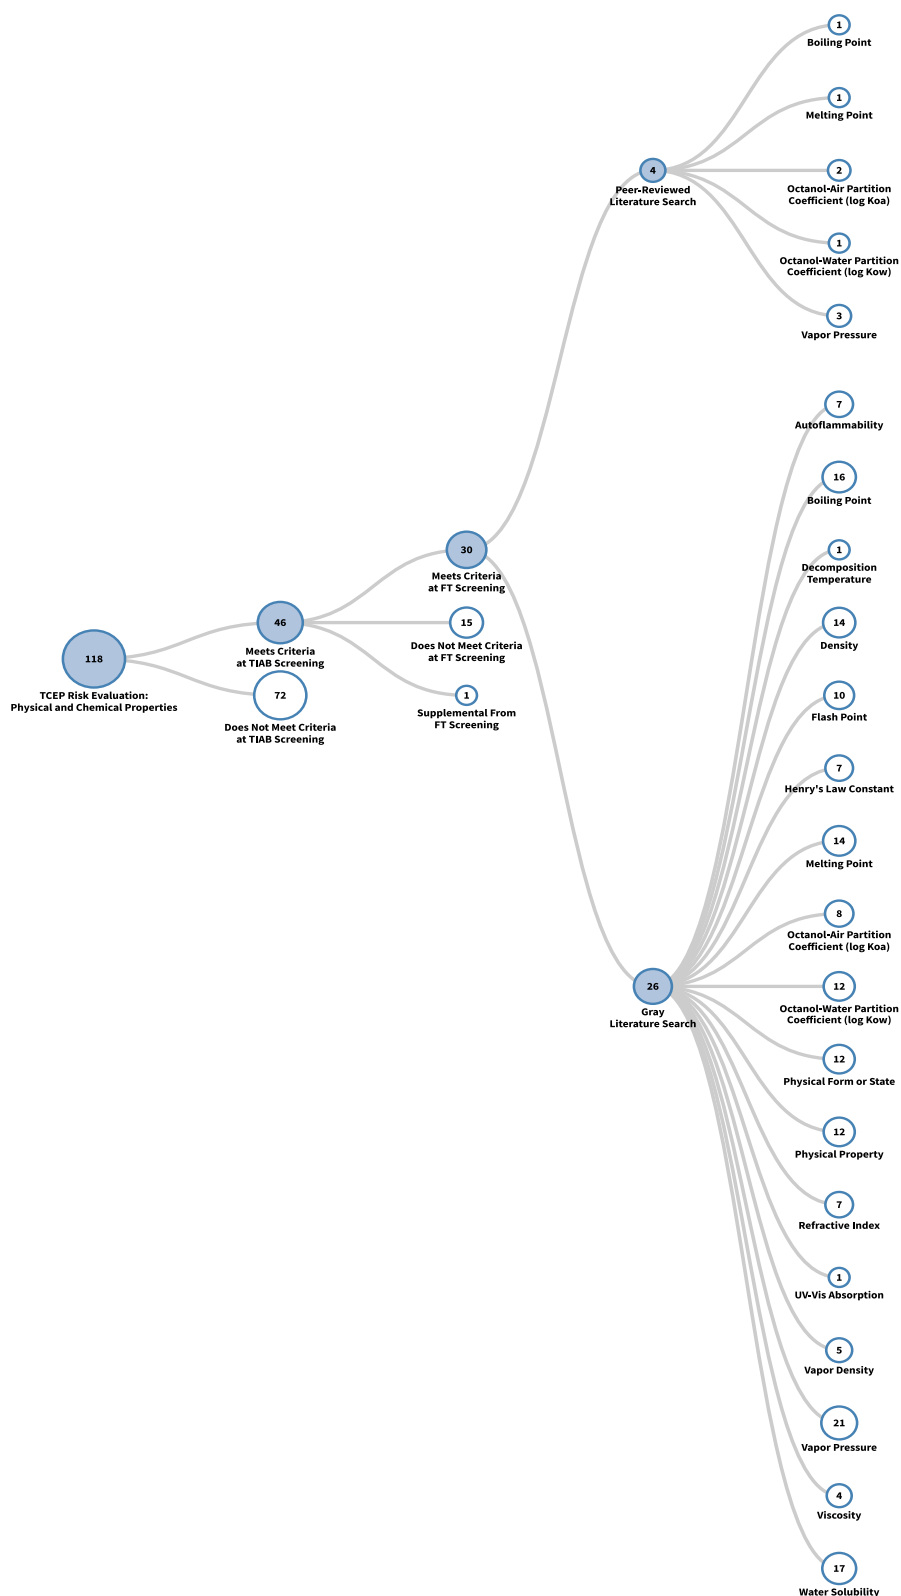 118
TCEP Risk Evaluation:
Physical and Chemical Properties
46
Meets Criteria
at TIAB Screening
72
Does Not Meet Criteria
at TIAB Screening
30
Meets Criteria
at FT Screening
15
Does Not Meet Criteria
at FT Screening
1
Supplemental From
FT Screening
4
Peer-Reviewed
Literature Search
1
Boiling Point
1
Melting Point
2
Octanol-Air Partition
Coefficient (log Koa)
1
Octanol-Water Partition
Coefficient (log Kow)
3
Vapor Pressure
26
Gray
Literature Search
7
Autoflammability
16
Boiling Point
1
Decomposition
Temperature
14
Density
10
Flash Point
7
Henry's Law Constant
14
Melting Point
8
Octanol-Air Partition
Coefficient (log Koa)
12
Octanol-Water Partition
Coefficient (log Kow)
12
Physical Form or State
12
Physical Property
7
Refractive Index
1
UV-Vis Absorption
5
Vapor Density
21
Vapor Pressure
4
Viscosity
17
Water Solubility